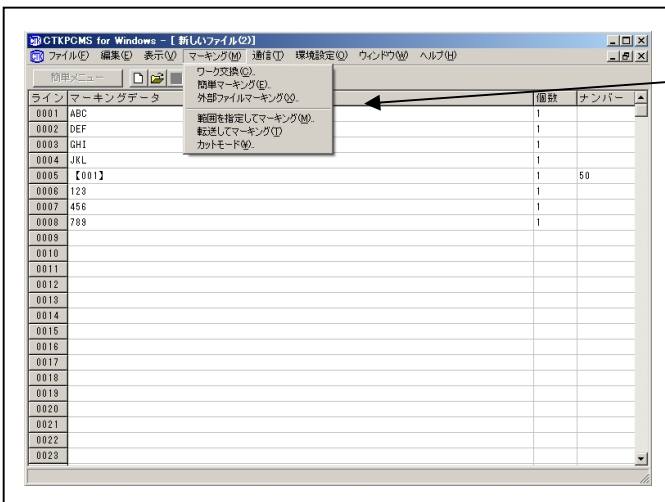 CTKPCMS for Windows - [ 新しいファイル(2)]
ファイル(F) 編集(E) 表示(V) マーキング(M) 通信(T) 環境設定(O) ウィンドウ(W) ヘルプ(H)
簡単メニュー
ワーク交換(C)..
簡単マーキング(E)..
外部ファイルマーキング(X)..
範囲を指定してマーキング(M)..
転送してマーキング(T)
カットモード(W)..
ライン マーキングデータ 個数 ナンバー
0001 ABC 1
0002 DEF 1
0003 GHI 1
0004 JKL 1
0005 【001】 1 50
0006 123 1
0007 456 1
0008 789 1
0009
0010
0011
0012
0013
0014
0015
0016
0017
0018
0019
0020
0021
0022
0023